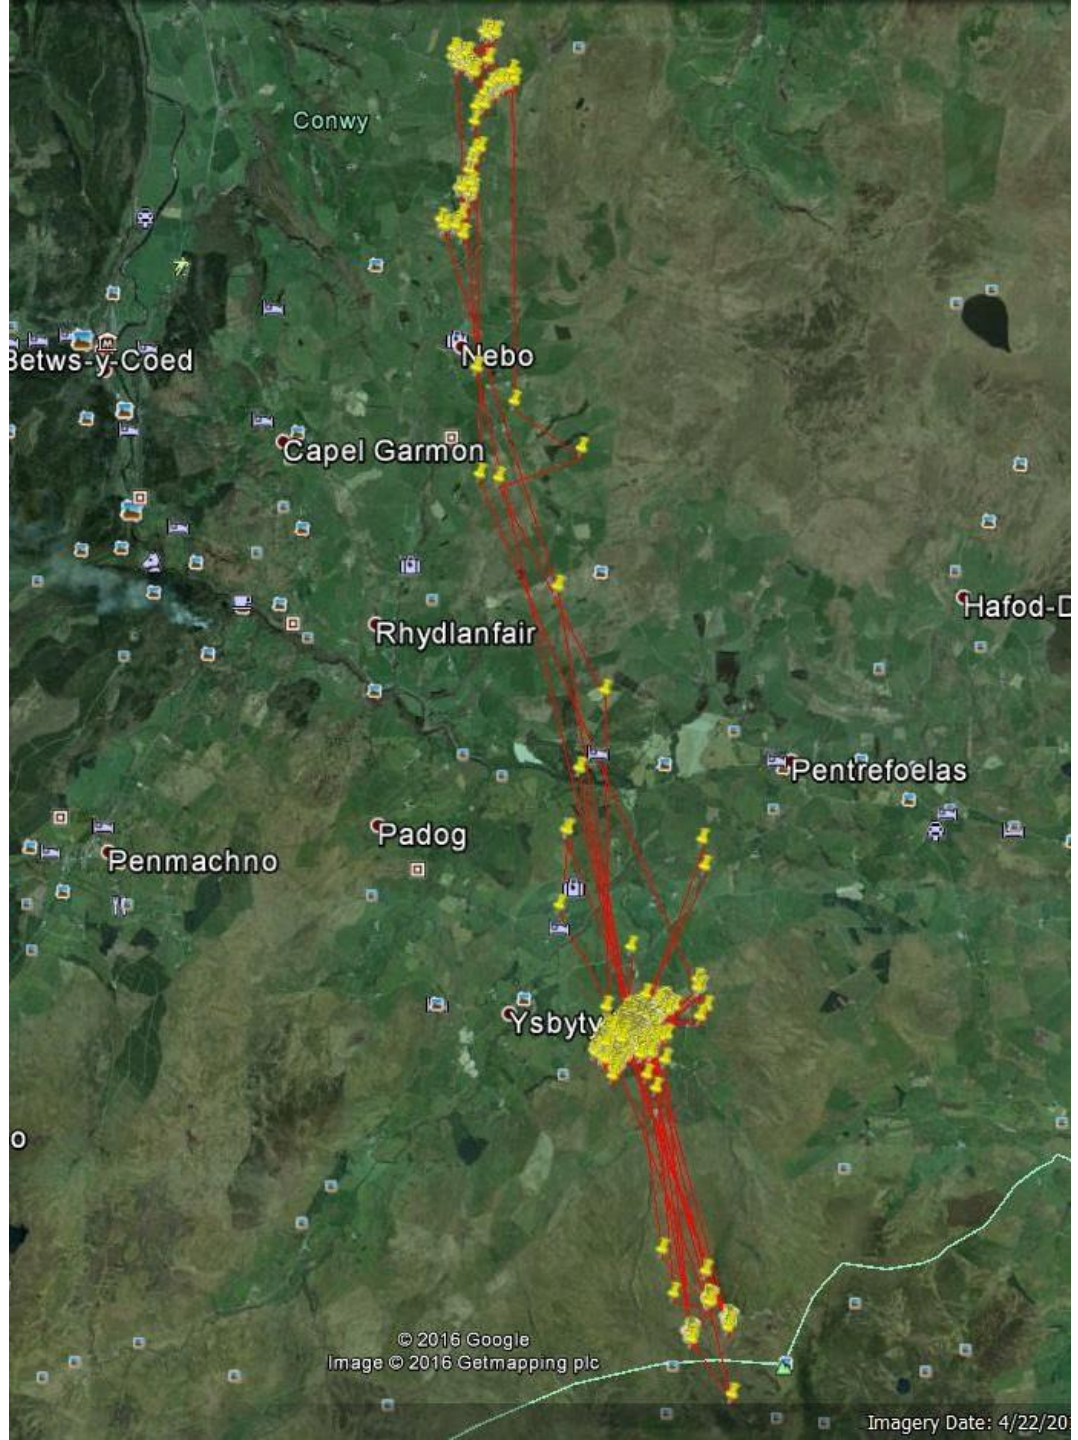 Conwy
Nebo
Betws-y-Coed
Capel Garmon
Hafod-D
Rhydlanfair
Pentrefoelas
Padog
Penmachno
Ysbyty
o
© 2016 Google
Image © 2016 Getmapping plc
Imagery Date: 4/22/20